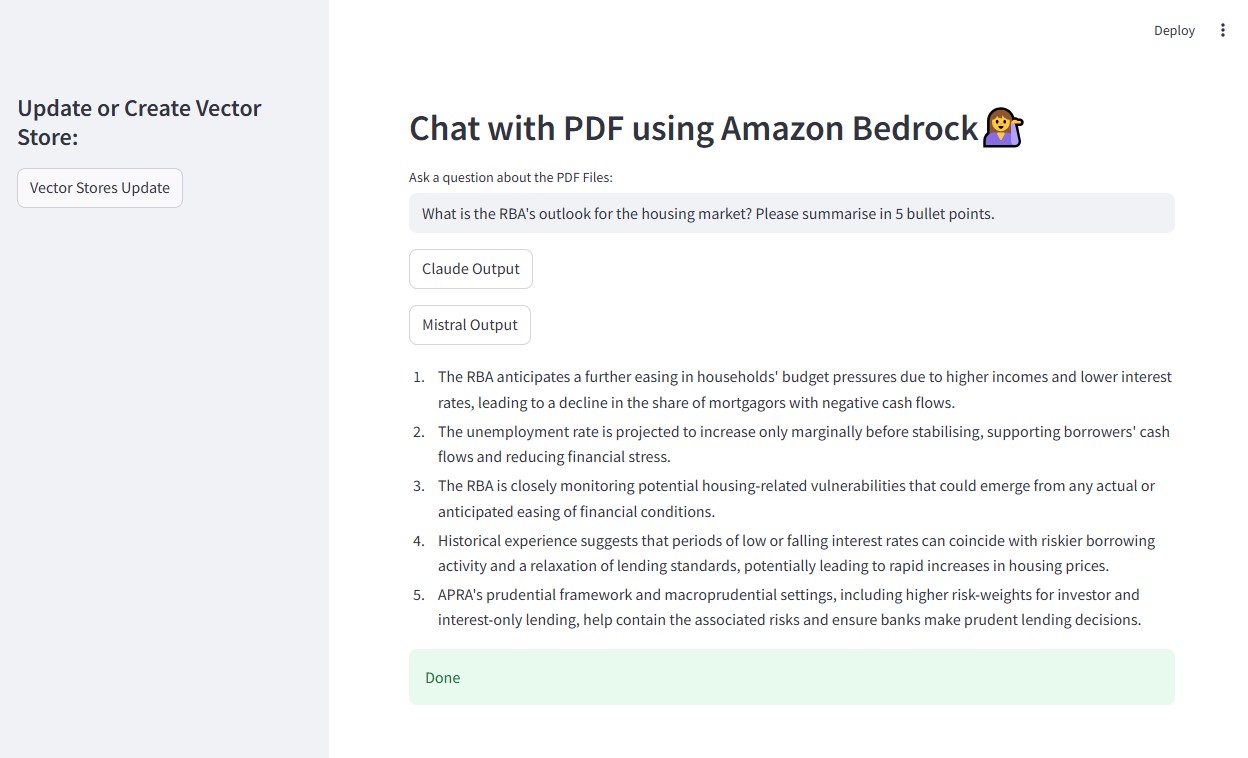 Deploy
Update or Create Vector
Store:
Vector Stores Update
Chat with PDF using Amazon Bedrock💁‍♀️
Ask a question about the PDF Files:
What is the RBA's outlook for the housing market? Please summarise in 5 bullet points.
Claude Output
Mistral Output
1. The RBA anticipates a further easing in households' budget pressures due to higher incomes and lower interest
rates, leading to a decline in the share of mortgagors with negative cash flows.
2. The unemployment rate is projected to increase only marginally before stabilising, supporting borrowers' cash
flows and reducing financial stress.
3. The RBA is closely monitoring potential housing-related vulnerabilities that could emerge from any actual or
anticipated easing of financial conditions.
4. Historical experience suggests that periods of low or falling interest rates can coincide with riskier borrowing
activity and a relaxation of lending standards, potentially leading to rapid increases in housing prices.
5. APRA's prudential framework and macroprudential settings, including higher risk-weights for investor and
interest-only lending, help contain the associated risks and ensure banks make prudent lending decisions.
Done